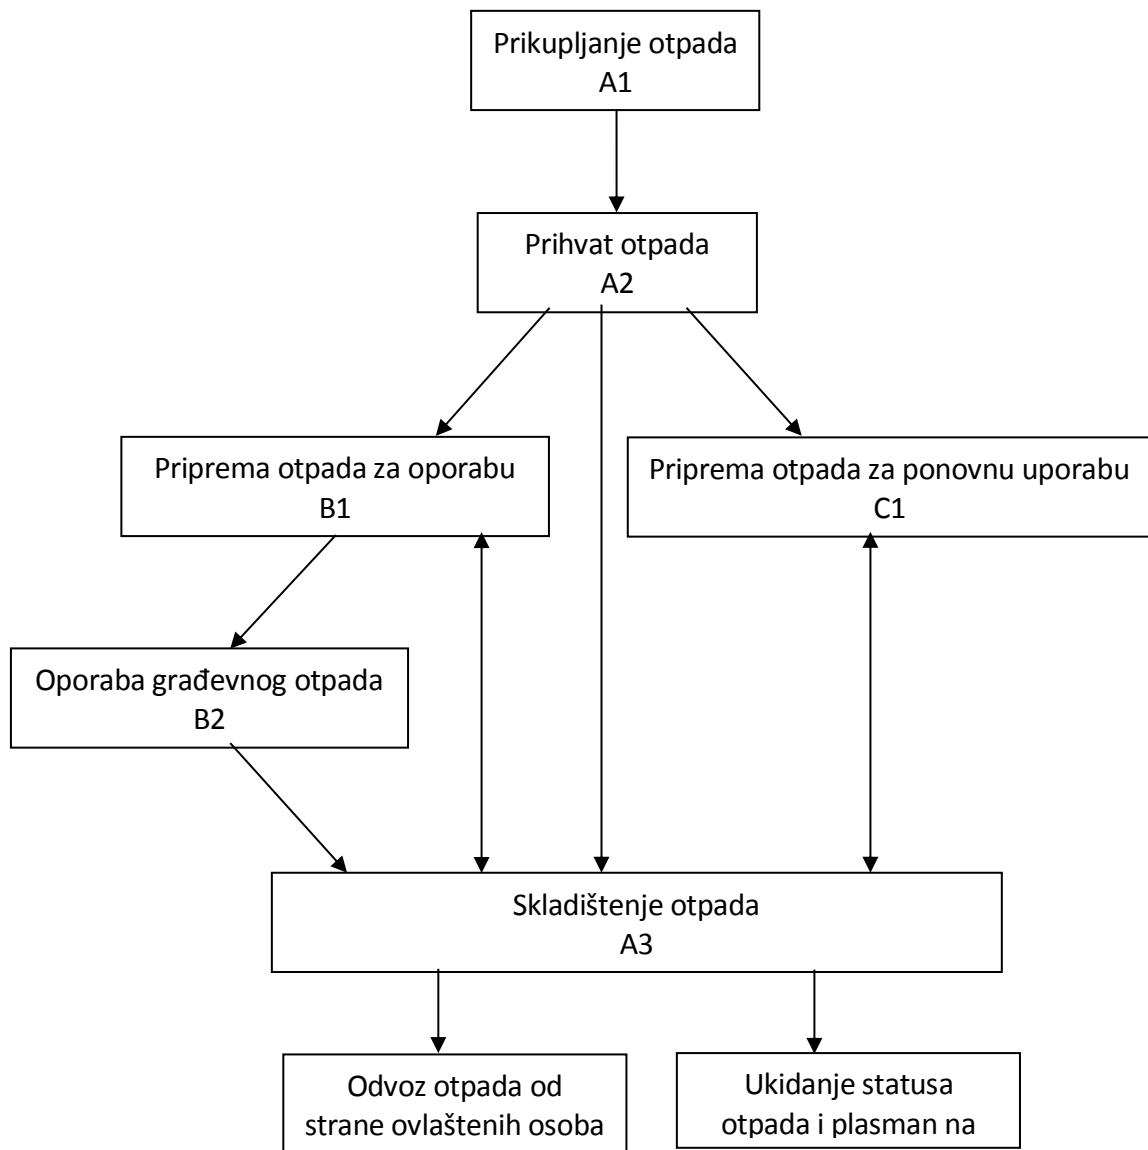 Prikupljanje otpada
A1
Prihvat otpada
A2
Priprema otpada za oporabu
B1
Priprema otpada za ponovnu uporabu
C1
Oporaba građevnog otpada
B2
Skladištenje otpada
A3
Odvoz otpada od
strane ovlaštenih osoba
Ukidanje statusa
otpada i plasman na